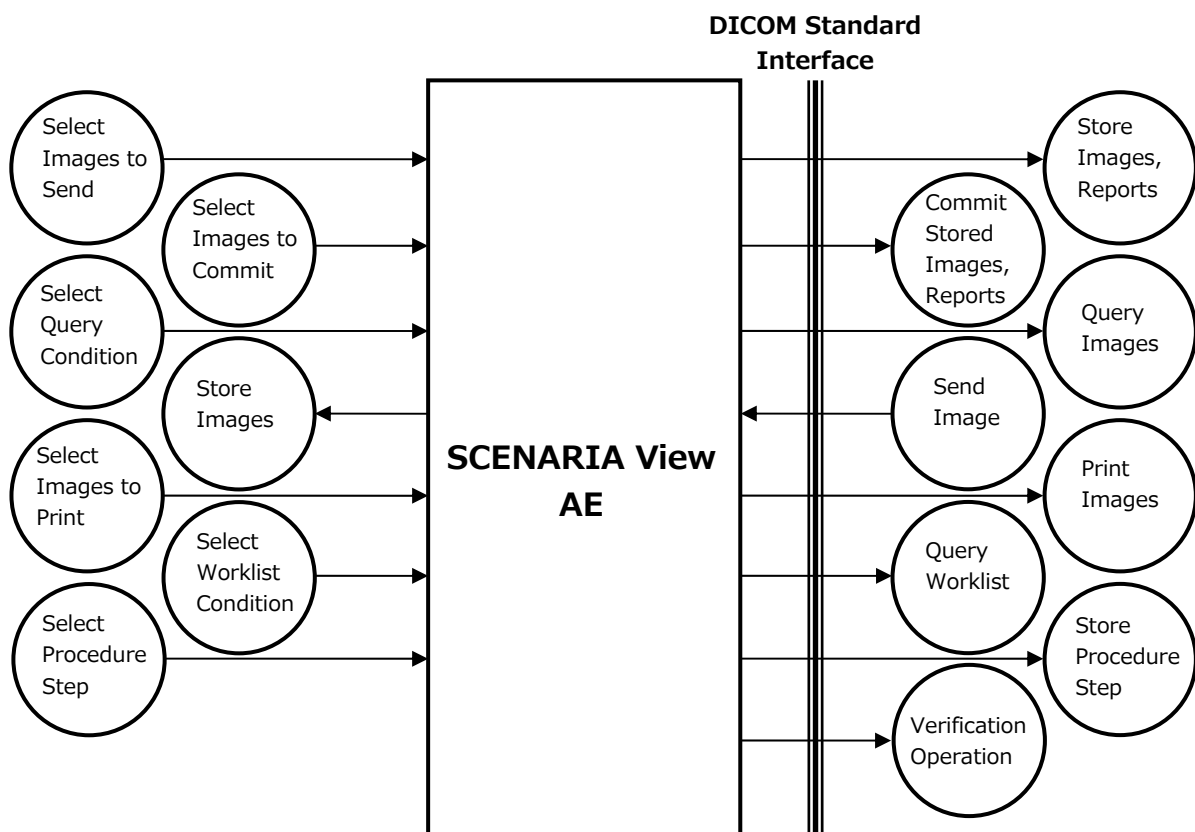 DICOM Standard
Interface
Select
Images to
Send
Select
Images to
Commit
Select
Query
Condition
Store
Images
Select
Images to
Print
Select
Worklist
Condition
Select
Procedure
Step
SCENARIA View
AE
Store
Images,
Reports
Commit
Stored
Images,
Reports
Query
Images
Send
Image
Print
Images
Query
Worklist
Store
Procedure
Step
Verification
Operation